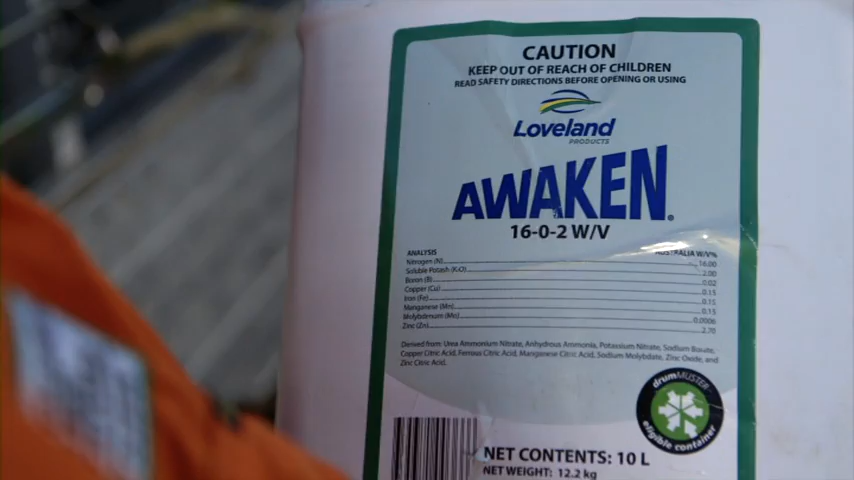 CAUTION
KEEP OUT OF REACH OF CHILDREN
READ SAFETY DIRECTIONS BEFORE OPENING OR USING
Loveland
PRODUCTS
AWAKEN®
16-0-2 W/V
ANALYSIS AUSTRALIA W/V%
Nitrogen (N) 16.00
Soluble Potash (K₂O) 2.00
Boron (B) 0.02
Copper (Cu) 0.15
Iron (Fe) 0.15
Manganese (Mn) 0.15
Molybdenum (Mo) 0.0006
Zinc (Zn) 2.70
Derived from: Urea Ammonium Nitrate, Anhydrous Ammonia, Potassium Nitrate, Sodium Borate,
Copper Citric Acid, Ferrous Citric Acid, Manganese Citric Acid, Sodium Molybdate, Zinc Oxide, and
Zinc Citric Acid.
drumMUSTER
eligible container
NET CONTENTS: 10 L
NET WEIGHT: 12.2 kg